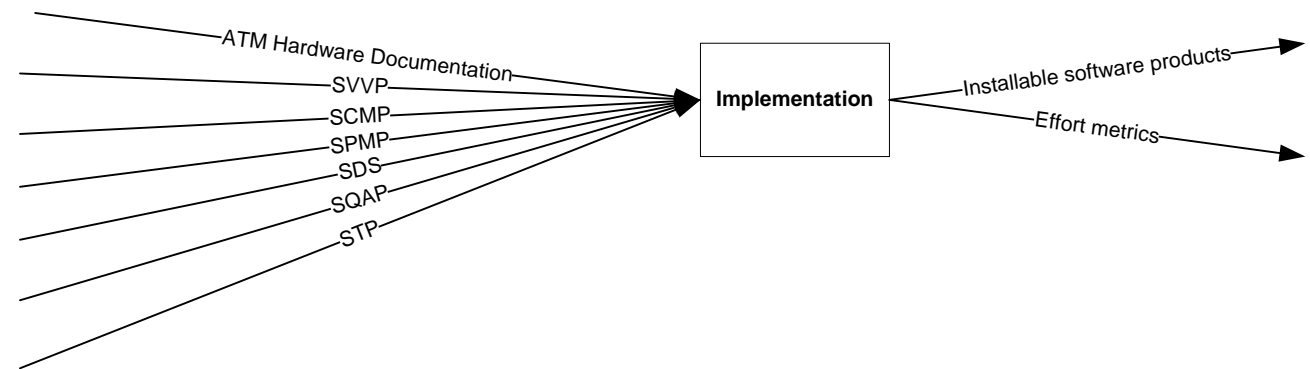 ATM Hardware Documentation
SVVP
SCMP
SPMP
SDS
SQAP
STP
Implementation
Installable software products
Effort metrics